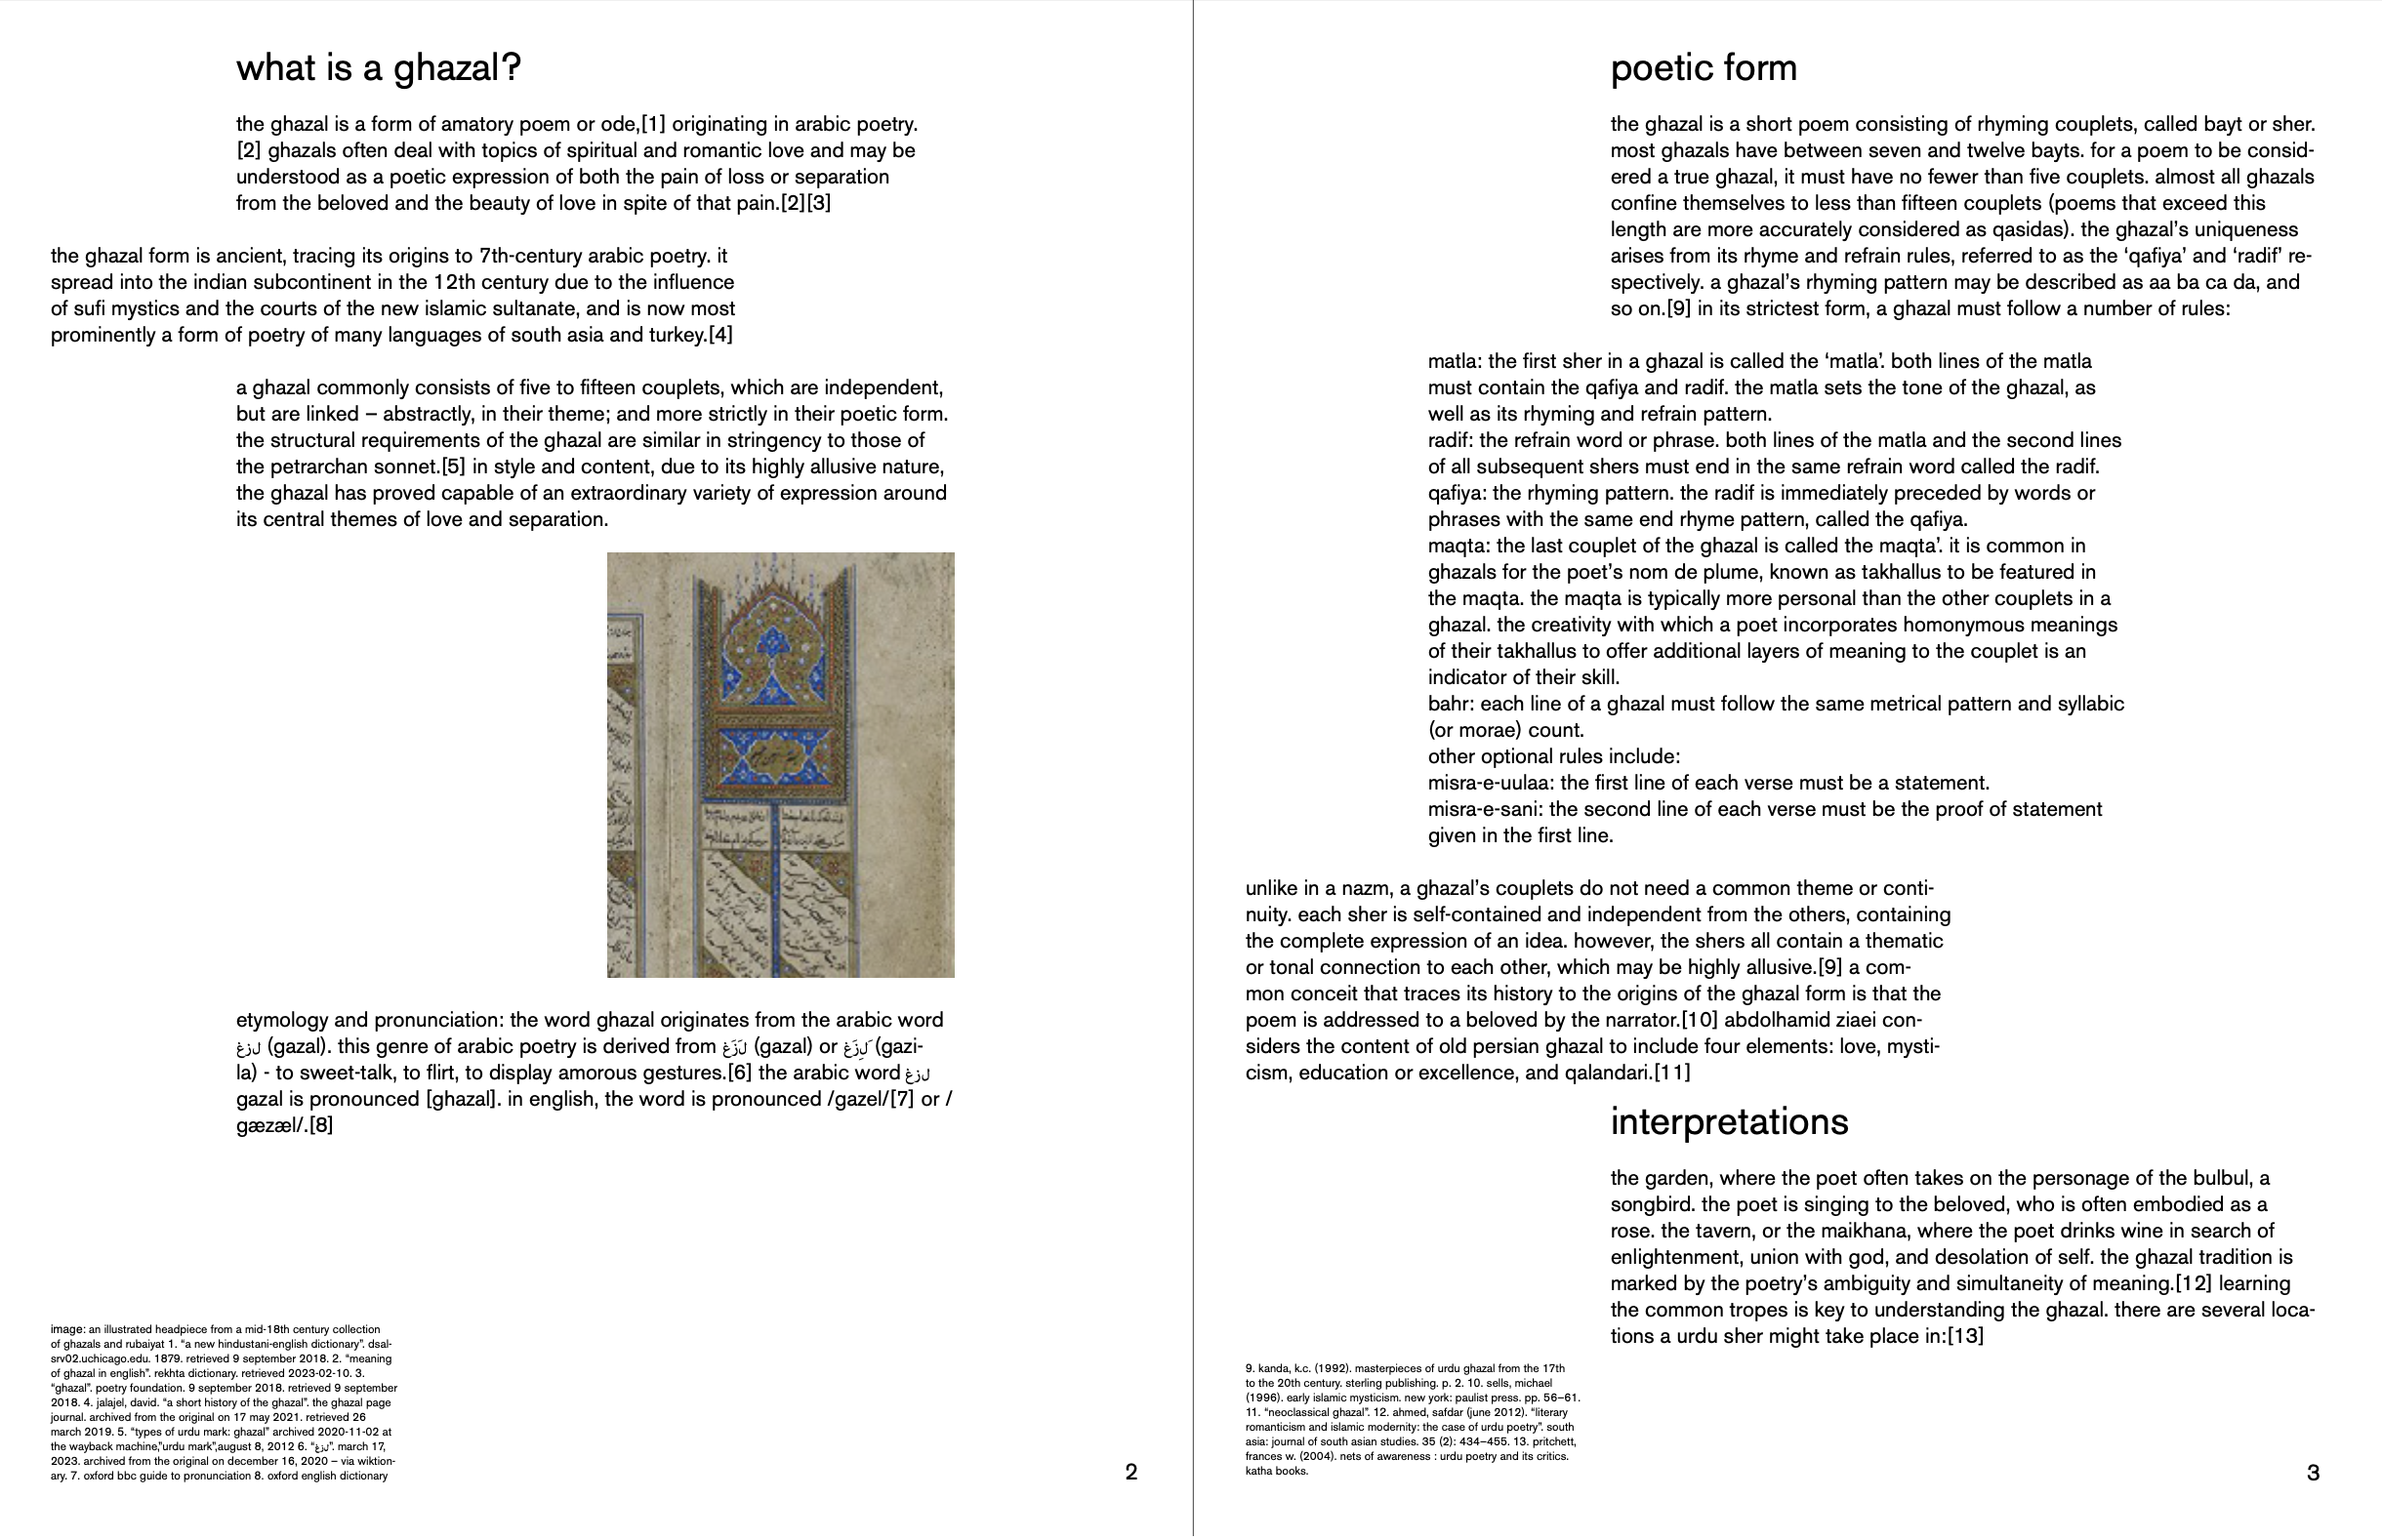 what is a ghazal?
the ghazal is a form of amatory poem or ode,[1] originating in arabic poetry.
[2] ghazals often deal with topics of spiritual and romantic love and may be
understood as a poetic expression of both the pain of loss or separation
from the beloved and the beauty of love in spite of that pain.[2][3]
the ghazal form is ancient, tracing its origins to 7th-century arabic poetry. it
spread into the indian subcontinent in the 12th century due to the influence
of sufi mystics and the courts of the new islamic sultanate, and is now most
prominently a form of poetry of many languages of south asia and turkey.[4]
a ghazal commonly consists of five to fifteen couplets, which are independent,
but are linked – abstractly, in their theme; and more strictly in their poetic form.
the structural requirements of the ghazal are similar in stringency to those of
the petrarchan sonnet.[5] in style and content, due to its highly allusive nature,
the ghazal has proved capable of an extraordinary variety of expression around
its central themes of love and separation.
etymology and pronunciation: the word ghazal originates from the arabic word
لزغ (gazal). this genre of arabic poetry is derived from لَزَغ (gazal) or لِزَغَ (gazi-
la) - to sweet-talk, to flirt, to display amorous gestures.[6] the arabic word لزغ
gazal is pronounced [ghazal]. in english, the word is pronounced /gazel/[7] or /
gæzæl/.[8]
image: an illustrated headpiece from a mid-18th century collection
of ghazals and rubaiyat 1. “a new hindustani-english dictionary”. dsal-
srv02.uchicago.edu. 1879. retrieved 9 september 2018. 2. “meaning
of ghazal in english”. rekhta dictionary. retrieved 2023-02-10. 3.
“ghazal”. poetry foundation. 9 september 2018. retrieved 9 september
2018. 4. jalajel, david. “a short history of the ghazal”. the ghazal page
journal. archived from the original on 17 may 2021. retrieved 26
march 2019. 5. “types of urdu mark: ghazal” archived 2020-11-02 at
the wayback machine,”urdu mark”,august 8, 2012 6. “لزغ”. march 17,
2023. archived from the original on december 16, 2020 – via wiktion-
ary. 7. oxford bbc guide to pronunciation 8. oxford english dictionary
2
poetic form
the ghazal is a short poem consisting of rhyming couplets, called bayt or sher.
most ghazals have between seven and twelve bayts. for a poem to be consid-
ered a true ghazal, it must have no fewer than five couplets. almost all ghazals
confine themselves to less than fifteen couplets (poems that exceed this
length are more accurately considered as qasidas). the ghazal’s uniqueness
arises from its rhyme and refrain rules, referred to as the ‘qafiya’ and ‘radif’ re-
spectively. a ghazal’s rhyming pattern may be described as aa ba ca da, and
so on.[9] in its strictest form, a ghazal must follow a number of rules:
matla: the first sher in a ghazal is called the ‘matla’. both lines of the matla
must contain the qafiya and radif. the matla sets the tone of the ghazal, as
well as its rhyming and refrain pattern.
radif: the refrain word or phrase. both lines of the matla and the second lines
of all subsequent shers must end in the same refrain word called the radif.
qafiya: the rhyming pattern. the radif is immediately preceded by words or
phrases with the same end rhyme pattern, called the qafiya.
maqta: the last couplet of the ghazal is called the maqta’. it is common in
ghazals for the poet’s nom de plume, known as takhallus to be featured in
the maqta. the maqta is typically more personal than the other couplets in a
ghazal. the creativity with which a poet incorporates homonymous meanings
of their takhallus to offer additional layers of meaning to the couplet is an
indicator of their skill.
bahr: each line of a ghazal must follow the same metrical pattern and syllabic
(or morae) count.
other optional rules include:
misra-e-uulaa: the first line of each verse must be a statement.
misra-e-sani: the second line of each verse must be the proof of statement
given in the first line.
unlike in a nazm, a ghazal’s couplets do not need a common theme or conti-
nuity. each sher is self-contained and independent from the others, containing
the complete expression of an idea. however, the shers all contain a thematic
or tonal connection to each other, which may be highly allusive.[9] a com-
mon conceit that traces its history to the origins of the ghazal form is that the
poem is addressed to a beloved by the narrator.[10] abdolhamid ziaei con-
siders the content of old persian ghazal to include four elements: love, mysti-
cism, education or excellence, and qalandari.[11]
interpretations
the garden, where the poet often takes on the personage of the bulbul, a
songbird. the poet is singing to the beloved, who is often embodied as a
rose. the tavern, or the maikhana, where the poet drinks wine in search of
enlightenment, union with god, and desolation of self. the ghazal tradition is
marked by the poetry’s ambiguity and simultaneity of meaning.[12] learning
the common tropes is key to understanding the ghazal. there are several loca-
tions a urdu sher might take place in:[13]
9. kanda, k.c. (1992). masterpieces of urdu ghazal from the 17th
to the 20th century. sterling publishing. p. 2. 10. sells, michael
(1996). early islamic mysticism. new york: paulist press. pp. 56–61.
11. “neoclassical ghazal”. 12. ahmed, safdar (june 2012). “literary
romanticism and islamic modernity: the case of urdu poetry”. south
asia: journal of south asian studies. 35 (2): 434–455. 13. pritchett,
frances w. (2004). nets of awareness : urdu poetry and its critics.
katha books.
3